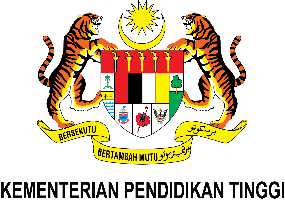 BERSEKUTU
BERTAMBAH MUTU
KEMENTERIAN PENDIDIKAN TINGGI